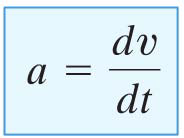 a = dv/dt